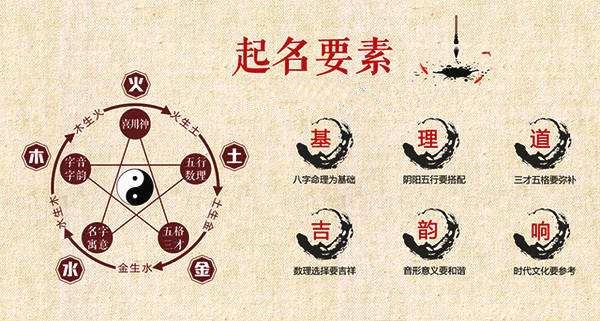 起名要素
火
木生火
火生土
喜用神
木
土
字音
字韵
五行
数理
水生木
土生金
名字
寓意
五格
三才
水
金生水
金
基
理
道
八字命理为基础
阴阳五行要搭配
三才五格要弥补
吉
韵
响
数理选择要吉祥
音形意义要和谐
时代文化要参考